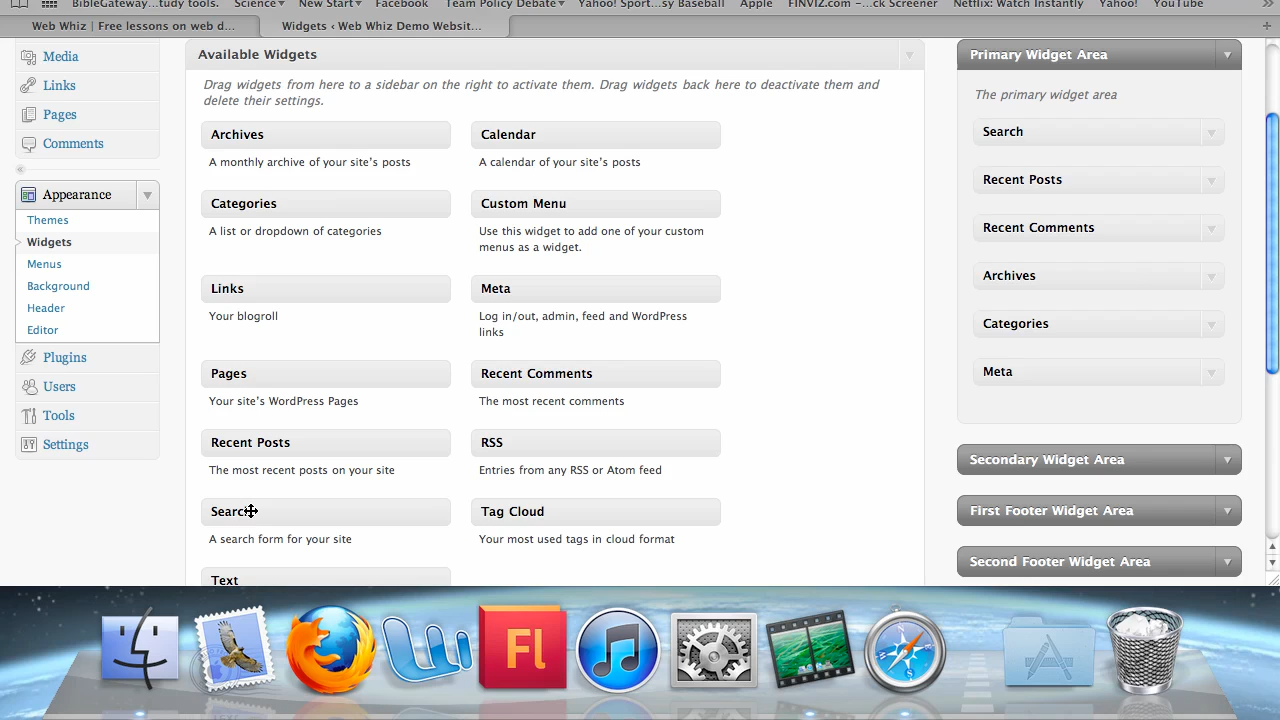 BibleGateway...tudy tools. Science New Start Facebook Team Policy Debate Yahoo! Sport...sy Baseball Apple FINVIZ.com -...ck Screener Netflix: Watch Instantly Yahoo! YouTube
Web Whiz | Free lessons on web d... Widgets ‹ Web Whiz Demo Websit...
Media
Links
Pages
Comments
Appearance
Themes
Widgets
Menus
Background
Header
Editor
Plugins
Users
Tools
Settings
Available Widgets
Drag widgets from here to a sidebar on the right to activate them. Drag widgets back here to deactivate them and
delete their settings.
Archives Calendar
A monthly archive of your site's posts A calendar of your site's posts
Categories Custom Menu
A list or dropdown of categories Use this widget to add one of your custom
menus as a widget.
Links Meta
Your blogroll Log in/out, admin, feed and WordPress
links
Pages Recent Comments
Your site's WordPress Pages The most recent comments
Recent Posts RSS
The most recent posts on your site Entries from any RSS or Atom feed
Search Tag Cloud
A search form for your site Your most used tags in cloud format
Text
Primary Widget Area
The primary widget area
Search
Recent Posts
Recent Comments
Archives
Categories
Meta
Secondary Widget Area
First Footer Widget Area
Second Footer Widget Area
Fl